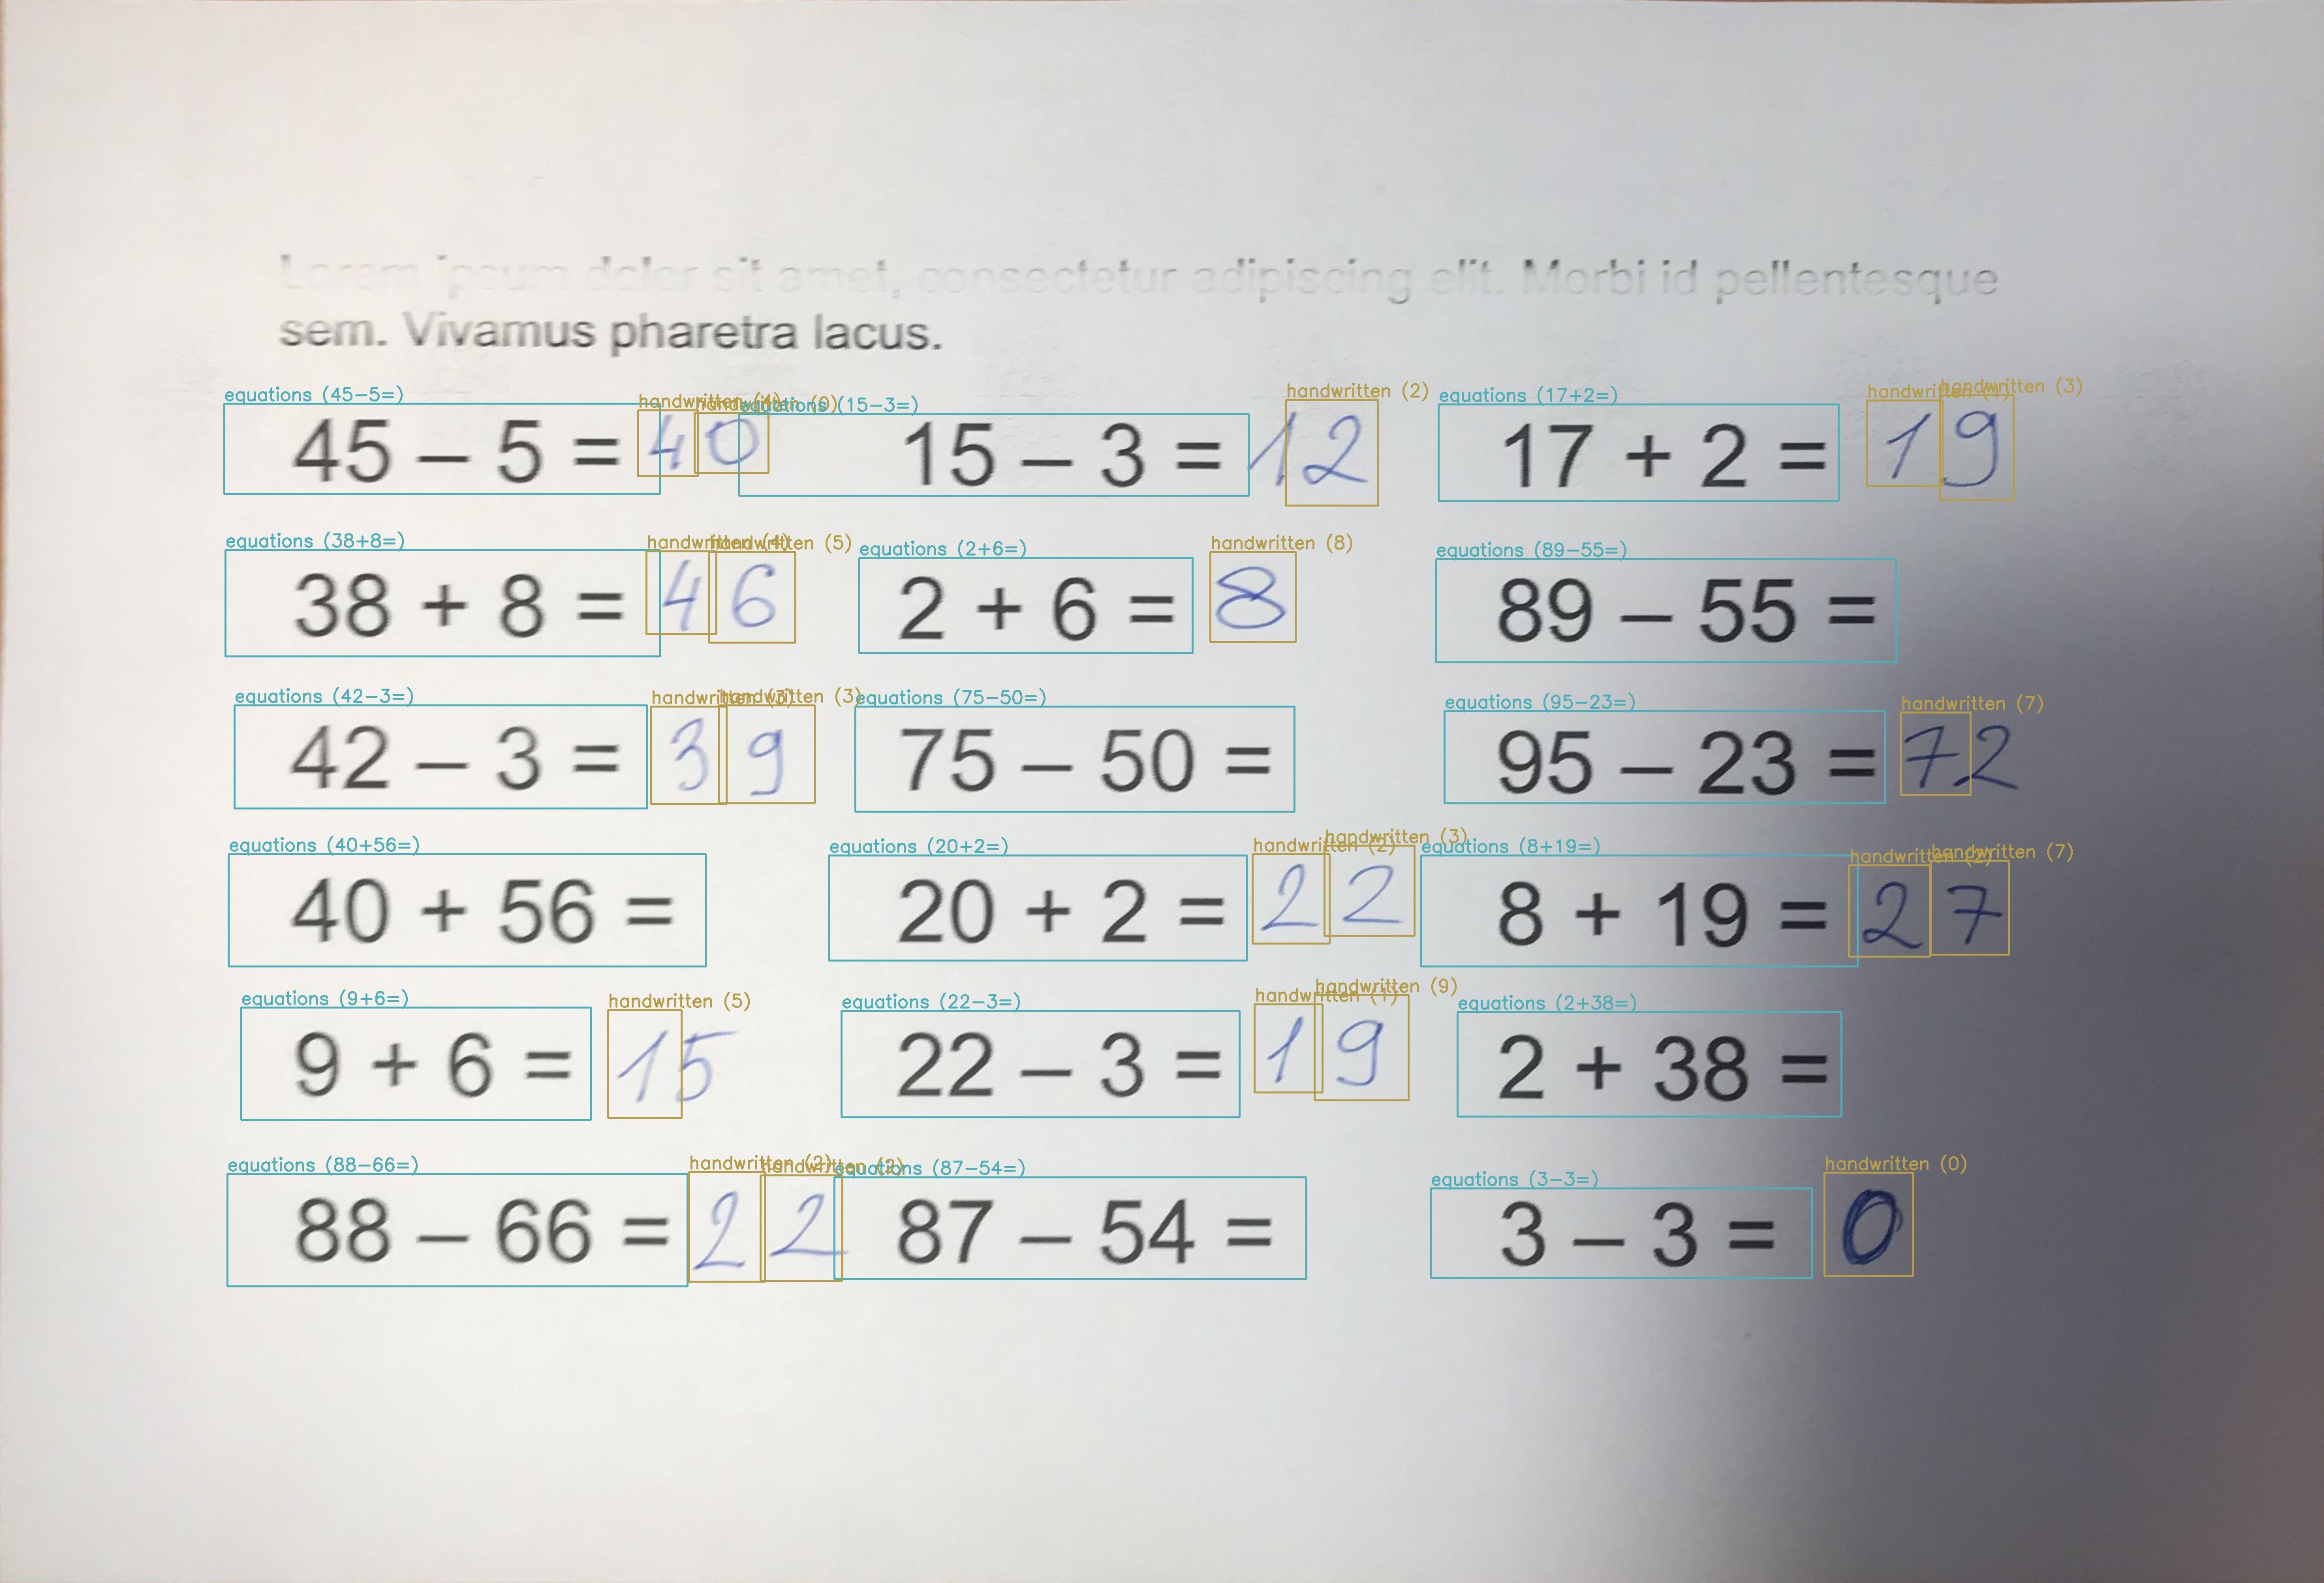 Lorem ipsum dolor sit amet, consectetur adipiscing elit. Morbi id pellentesque
sem. Vivamus pharetra lacus.
equations (45-5=) handwritten (4) handwritten (0) equations (15-3=) handwritten (2) equations (17+2=) handwritten (1) handwritten (3)
45 – 5 = 40 15 – 3 = 12 17 + 2 = 19
equations (38+8=) handwritten (4) handwritten (5) equations (2+6=) handwritten (8) equations (89-55=)
38 + 8 = 46 2 + 6 = 8 89 – 55 =
equations (42-3=) handwritten (3) handwritten (3) equations (75-50=) equations (95-23=) handwritten (7)
42 – 3 = 39 75 – 50 = 95 – 23 = 72
equations (40+56=) equations (20+2=) handwritten (2) handwritten (3) equations (8+19=) handwritten (2) handwritten (7)
40 + 56 = 20 + 2 = 22 8 + 19 = 27
equations (9+6=) handwritten (5) equations (22-3=) handwritten (1) handwritten (9) equations (2+38=)
9 + 6 = 15 22 – 3 = 19 2 + 38 =
equations (88-66=) handwritten (2) handwritten (2) equations (87-54=) equations (3-3=) handwritten (0)
88 – 66 = 22 87 – 54 = 3 – 3 = 0